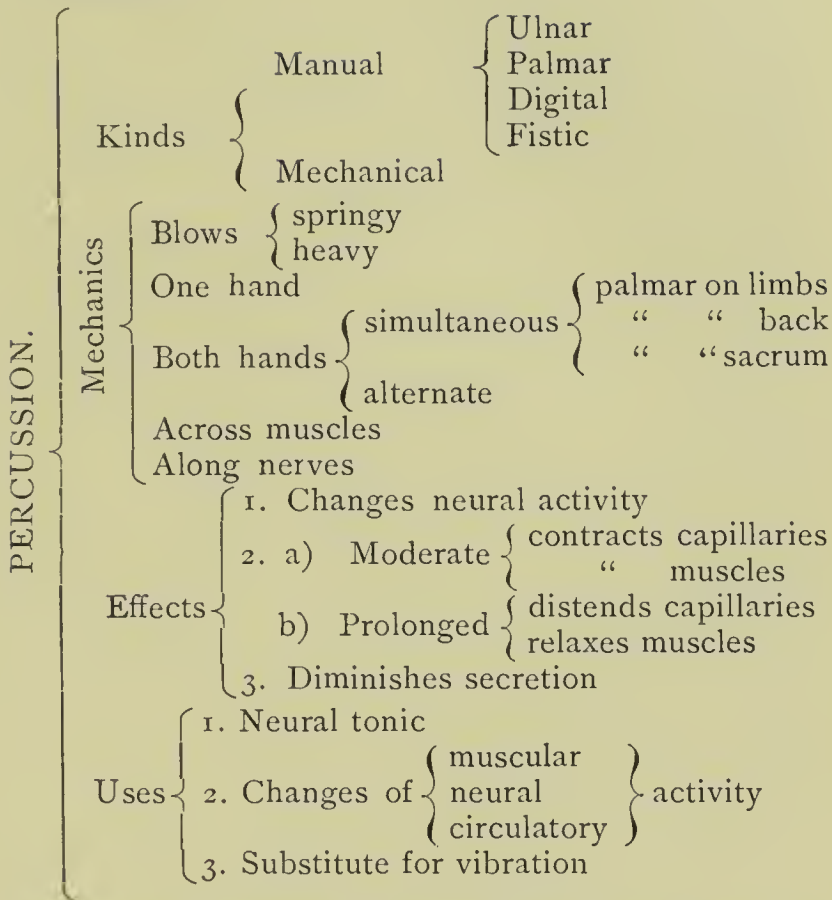 PERCUSSION.
Kinds
Manual
Ulnar
Palmar
Digital
Fistic
Mechanical
Mechanics
Blows
springy
heavy
One hand
Both hands
simultaneous
palmar on limbs
“ “ back
“ “ sacrum
alternate
Across muscles
Along nerves
Effects
1. Changes neural activity
2. a) Moderate
contracts capillaries
“ muscles
b) Prolonged
distends capillaries
relaxes muscles
3. Diminishes secretion
Uses
1. Neural tonic
2. Changes of
muscular
neural
circulatory
activity
3. Substitute for vibration